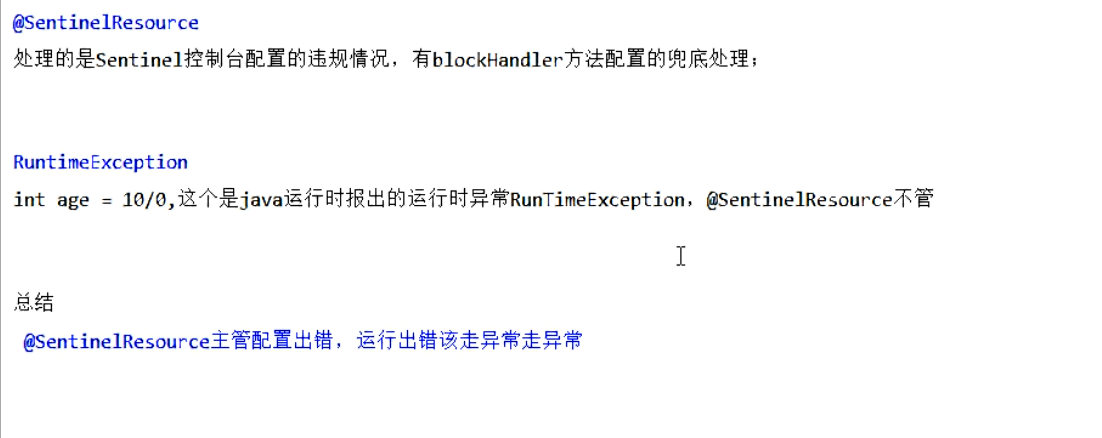 @SentinelResource
处理的是Sentinel控制台配置的违规情况，有blockHandler方法配置的兜底处理；
RuntimeException
int age = 10/0,这个是java运行时报出的运行时异常RunTimeException，@SentinelResource不管
总结
@SentinelResource主管配置出错，运行出错该走异常走异常